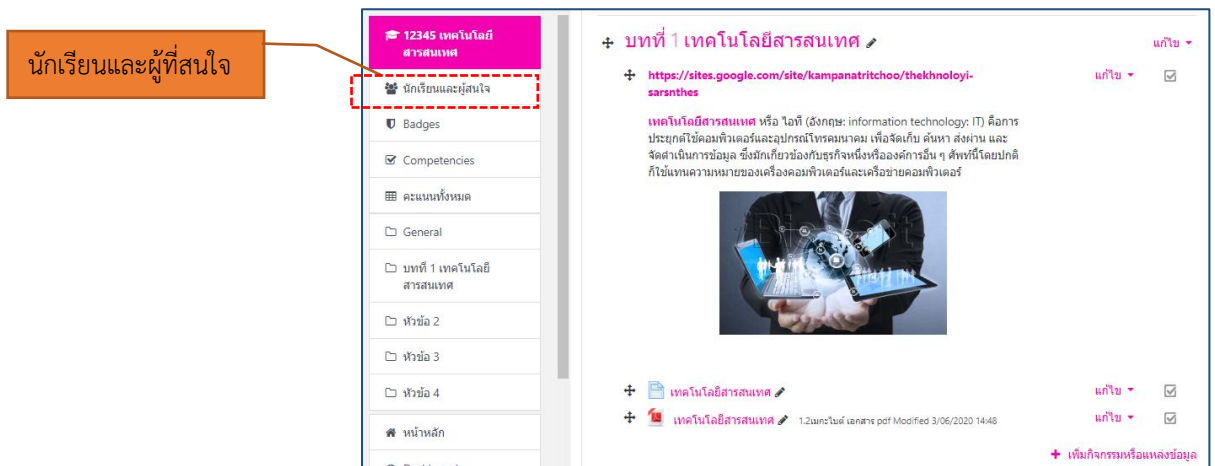 นักเรียนและผู้ที่สนใจ
12345 เทคโนโลยี
สารสนเทศ
นักเรียนและผู้สนใจ
Badges
Competencies
คะแนนทั้งหมด
General
บทที่ 1 เทคโนโลยี
สารสนเทศ
หัวข้อ 2
หัวข้อ 3
หัวข้อ 4
หน้าหลัก
บทที่ 1 เทคโนโลยีสารสนเทศ
แก้ไข
https://sites.google.com/site/kampanatritchoo/thekhnoloyi-
sarsnthes
แก้ไข
เทคโนโลยีสารสนเทศ หรือ ไอที (อังกฤษ: information technology: IT) คือการ
ประยุกต์ใช้คอมพิวเตอร์และอุปกรณ์โทรคมนาคม เพื่อจัดเก็บ ค้นหา ส่งผ่าน และ
จัดดำเนินการข้อมูล ซึ่งมักเกี่ยวข้องกับธุรกิจหนึ่งหรือองค์การอื่น ๆ ศัพท์นี้โดยปกติ
ก็ใช้แทนความหมายของเครื่องคอมพิวเตอร์และเครือข่ายคอมพิวเตอร์
เทคโนโลยีสารสนเทศ
แก้ไข
เทคโนโลยีสารสนเทศ 1.2เมกะไบต์ เอกสาร pdf Modified 3/06/2020 14:48
แก้ไข
เพิ่มกิจกรรมหรือแหล่งข้อมูล